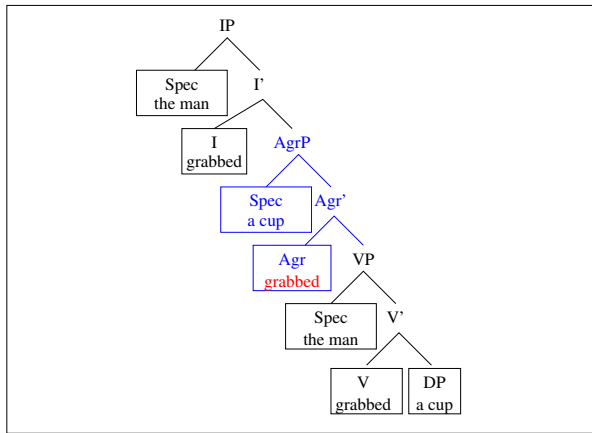 IP
Spec
the man
I'
I
grabbed
AgrP
Spec
a cup
Agr'
Agr
grabbed
VP
Spec
the man
V'
V
grabbed
DP
a cup